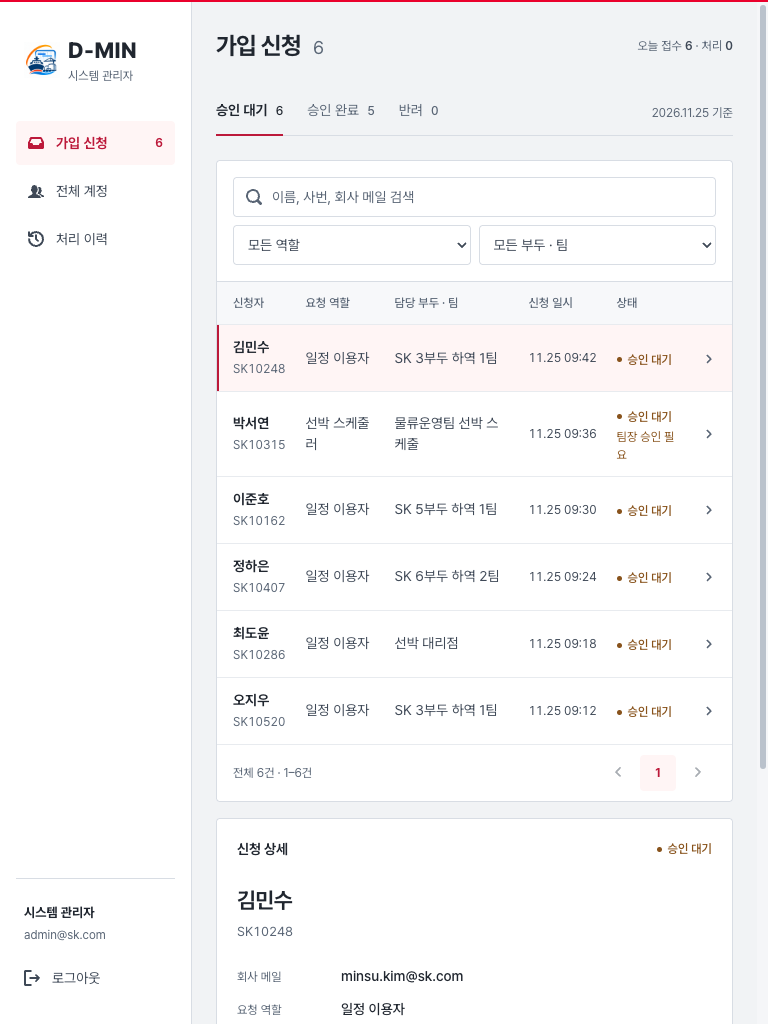 D-MIN
시스템 관리자
가입 신청 6
전체 계정
처리 이력
시스템 관리자
admin@sk.com
로그아웃
가입 신청 6
오늘 접수 6 · 처리 0
승인 대기 6 승인 완료 5 반려 0
2026.11.25 기준
이름, 사번, 회사 메일 검색
모든 역할
모든 부두 · 팀
신청자 요청 역할 담당 부두 · 팀 신청 일시 상태
김민수
SK10248
일정 이용자
SK 3부두 하역 1팀
11.25 09:42
승인 대기
박서연
SK10315
선박 스케줄
러
물류운영팀 선박 스
케줄
11.25 09:36
승인 대기
팀장 승인 필
요
이준호
SK10162
일정 이용자
SK 5부두 하역 1팀
11.25 09:30
승인 대기
정하은
SK10407
일정 이용자
SK 6부두 하역 2팀
11.25 09:24
승인 대기
최도윤
SK10286
일정 이용자
선박 대리점
11.25 09:18
승인 대기
오지우
SK10520
일정 이용자
SK 3부두 하역 1팀
11.25 09:12
승인 대기
전체 6건 · 1–6건
1
신청 상세
승인 대기
김민수
SK10248
회사 메일 minsu.kim@sk.com
요청 역할 일정 이용자